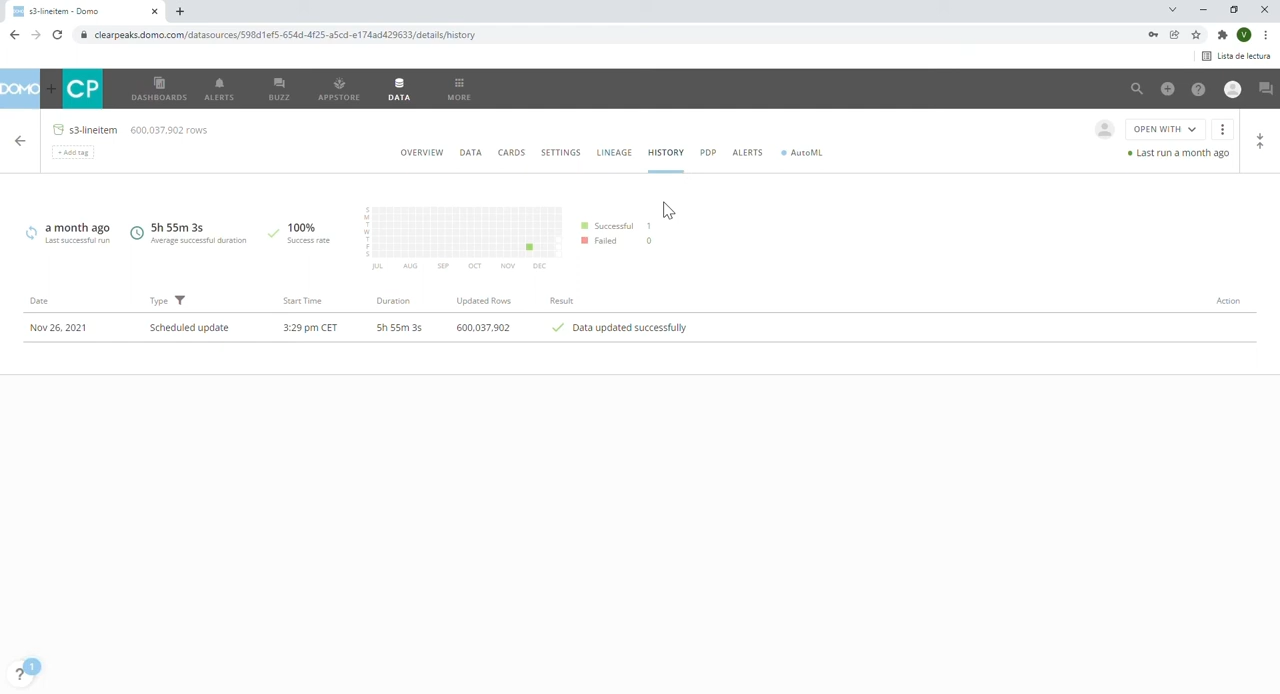 s3-lineitem - Domo
clearpeaks.domo.com/datasources/598d1ef5-654d-4f25-a5cd-e174ad429633/details/history
V
Lista de lectura
DOMO
CP
DASHBOARDS ALERTS BUZZ APPSTORE DATA MORE
s3-lineitem 600,037,902 rows
OPEN WITH
+ Add tag
OVERVIEW DATA CARDS SETTINGS LINEAGE HISTORY PDP ALERTS AutoML
Last run a month ago
a month ago
Last successful run
5h 55m 3s
Average successful duration
100%
Success rate
S
M
T
W
T
F
S
JUL AUG SEP OCT NOV DEC
Successful 1
Failed 0
Date Type Start Time Duration Updated Rows Result Action
Nov 26, 2021 Scheduled update 3:29 pm CET 5h 55m 3s 600,037,902 Data updated successfully
? 1